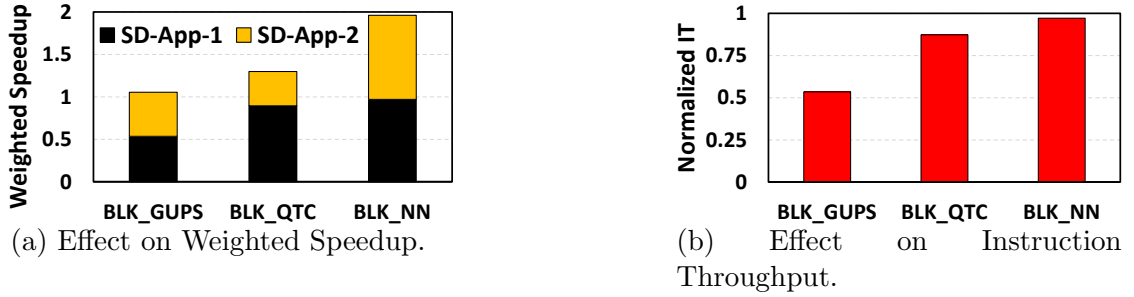 Weighted Speedup
2
1.5
1
0.5
0
SD-App-1 SD-App-2
BLK_GUPS BLK_QTC BLK_NN
(a) Effect on Weighted Speedup.
Normalized IT
1
0.75
0.5
0.25
0
BLK_GUPS BLK_QTC BLK_NN
(b) Effect on Instruction
Throughput.